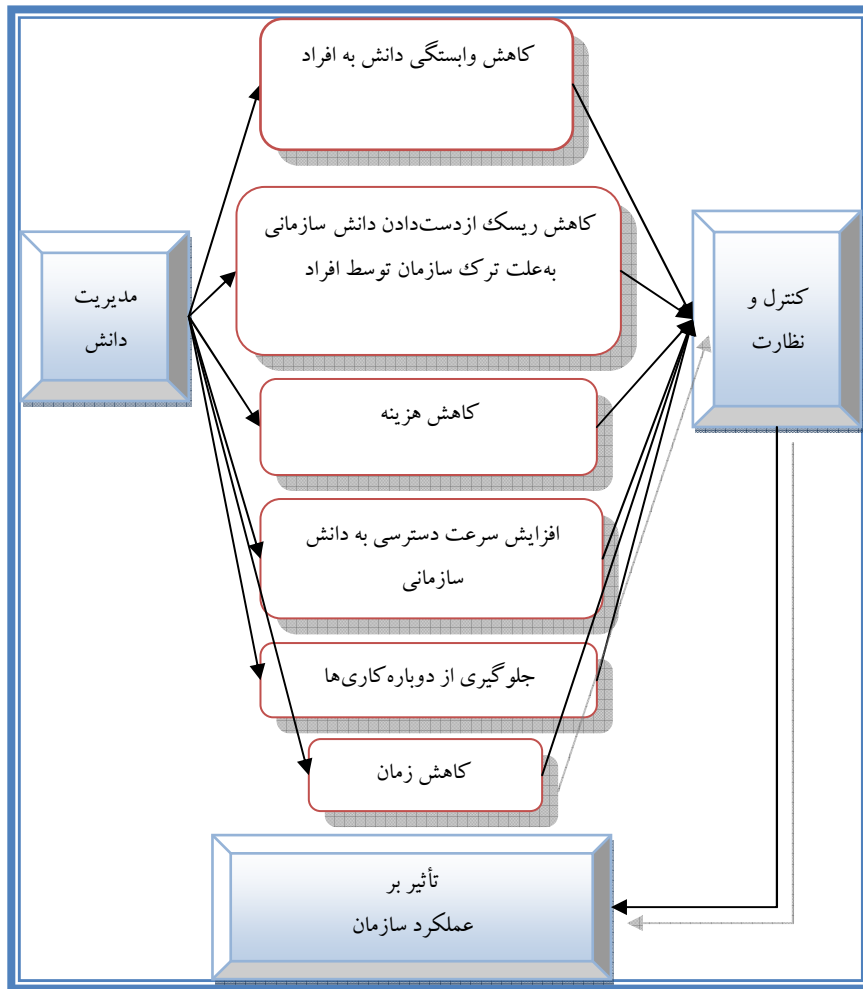 کاهش وابستگی دانش به افراد
کاهش ریسک ازدست‌دادن دانش سازمانی
به‌علت ترک سازمان توسط افراد
مدیریت
دانش
کنترل و
نظارت
کاهش هزینه
افزایش سرعت دسترسی به دانش
سازمانی
جلوگیری از دوباره‌کاری‌ها
کاهش زمان
تأثیر بر
عملکرد سازمان